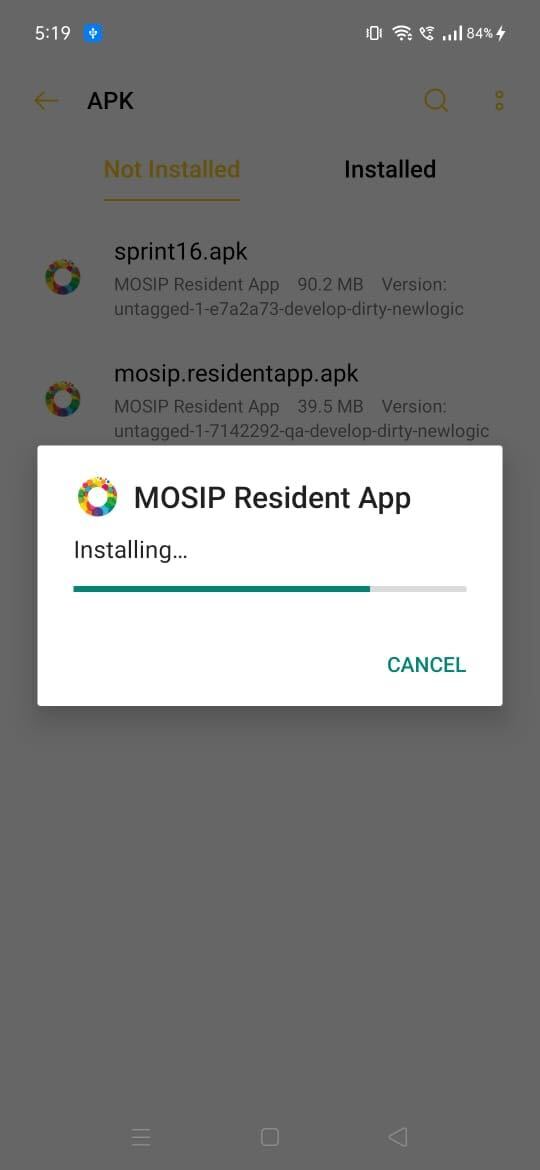 5:19 84%
APK
Not Installed Installed
sprint16.apk
MOSIP Resident App 90.2 MB Version:
untagged-1-e7a2a73-develop-dirty-newlogic
mosip.residentapp.apk
MOSIP Resident App 39.5 MB Version:
untagged-1-7142292-qa-develop-dirty-newlogic
MOSIP Resident App
Installing...
CANCEL